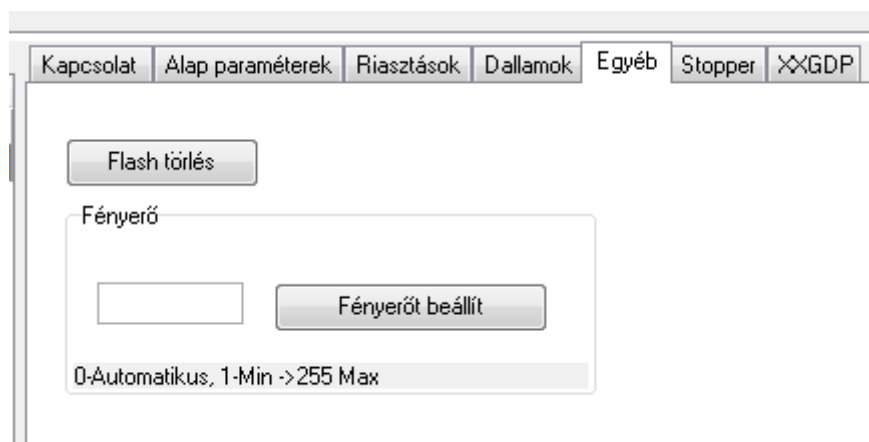 Kapcsolat Alap paraméterek Riasztások Dallamok Egyéb Stopper XXGDP
Flash törlés
Fényerő
Fényerőt beállít
0-Automatikus, 1-Min ->255 Max